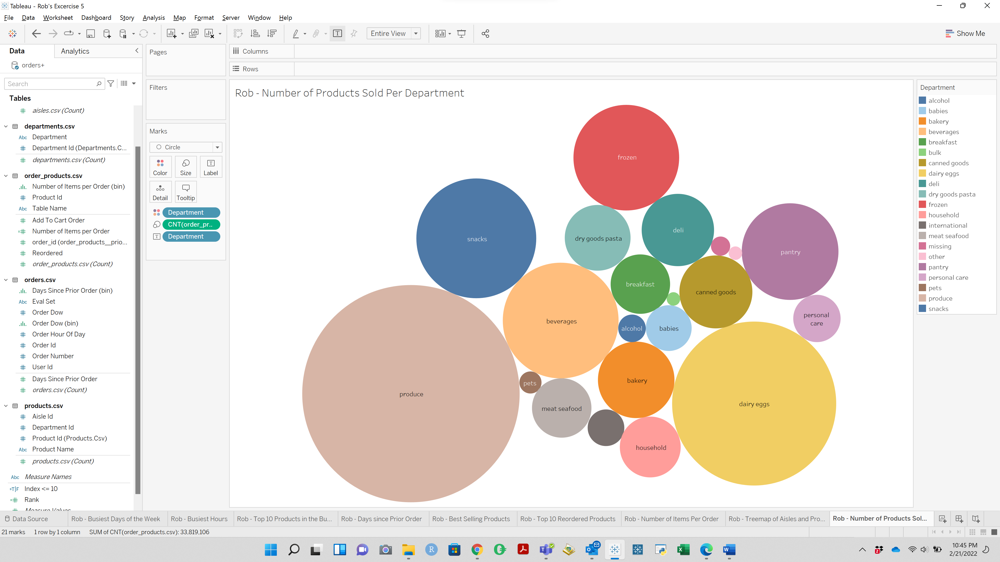 Tableau - Rob's Excercise 5
File Data Worksheet Dashboard Story Analysis Map Format Server Window Help
Entire View
Show Me
Data
Analytics
orders+
Search
Tables
aisles.csv (Count)
departments.csv
Abc Department
Department Id (Departments.C...
departments.csv (Count)
order_products.csv
Number of Items per Order (bin)
Product Id
Abc Table Name
Add To Cart Order
Number of Items per Order
order_id (order_products__prio...
Reordered
order_products.csv (Count)
orders.csv
Days Since Prior Order (bin)
Abc Eval Set
Order Dow
Order Dow (bin)
Order Hour Of Day
Order Id
Order Number
User Id
Days Since Prior Order
orders.csv (Count)
products.csv
Aisle Id
Department Id
Product Id (Products.Csv)
Abc Product Name
products.csv (Count)
Abc Measure Names
=T|F Index <= 10
Rank
Measure Values
Pages
Filters
Marks
Circle
Color Size Label
Detail Tooltip
Department
CNT(order_pr..
Department
Columns
Rows
Rob - Number of Products Sold Per Department
frozen
snacks
dry goods pasta
deli
pantry
breakfast
canned goods
beverages
alcohol
babies
personal
care
bakery
pets
produce
meat seafood
dairy eggs
household
Department
alcohol
babies
bakery
beverages
breakfast
bulk
canned goods
dairy eggs
deli
dry goods pasta
frozen
household
international
meat seafood
missing
other
pantry
personal care
pets
produce
snacks
Data Source
Rob - Busiest Days of the Week
Rob - Busiest Hours
Rob - Top 10 Products in the Bu...
Rob - Days since Prior Order
Rob - Best Selling Products
Rob - Top 10 Reordered Products
Rob - Number of Items Per Order
Rob - Treemap of Aisles and Pro...
Rob - Number of Products Sol...
21 marks 1 row by 1 column SUM of CNT(order_products.csv): 33,819,106
10:45 PM
2/21/2022